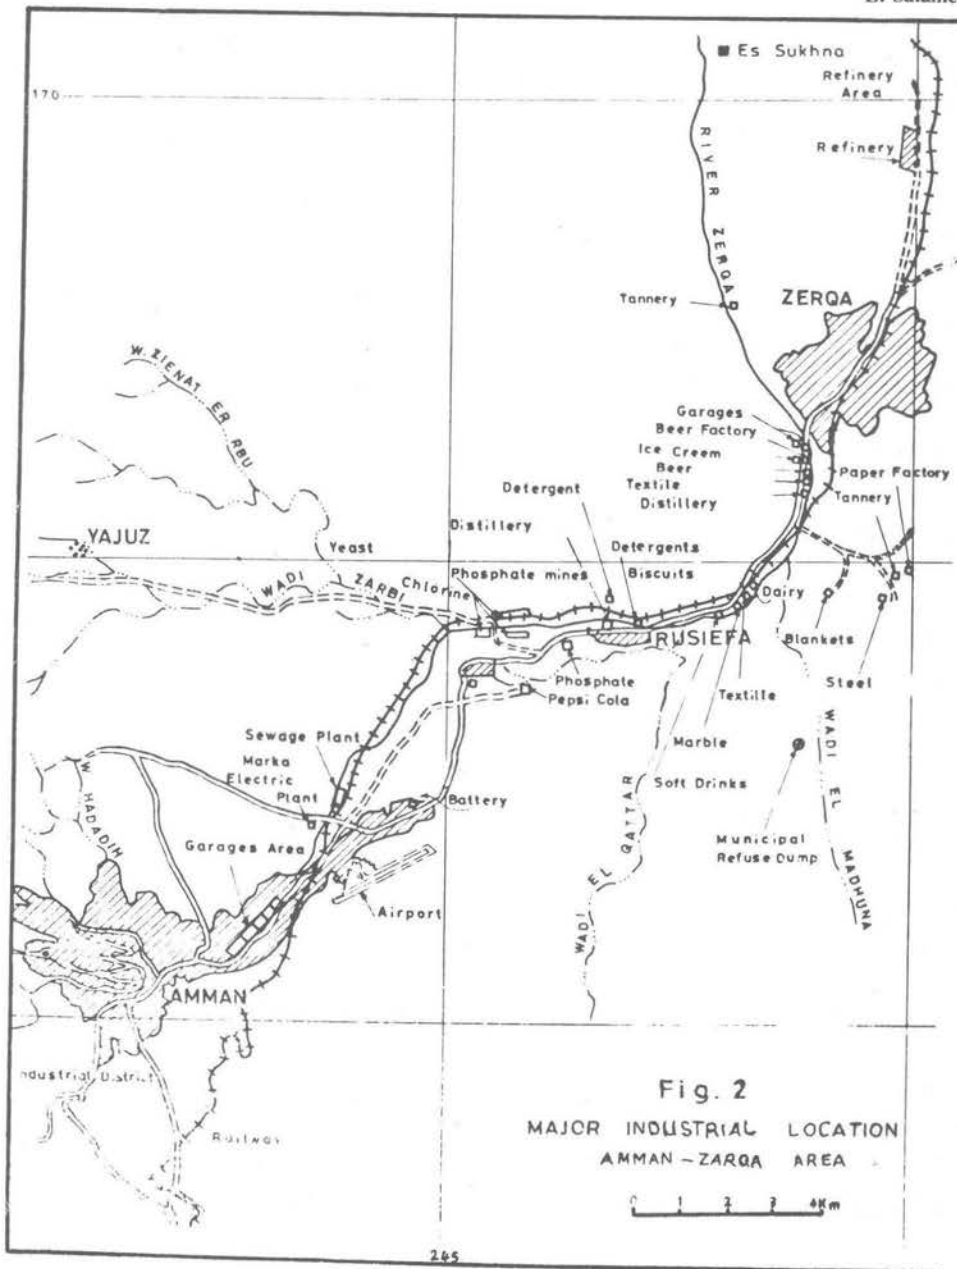 Es Sukhna
Refinery
Area
170
Refinery
RIVER ZERQA
Tannery
ZERQA
W. ZIENAT ER RBU
Garages
Beer Factory
Ice Creem
Beer
Textile
Distillery
Paper Factory
Tannery
Detergent
Distillery
YAJUZ
Yeast
Detergents
Biscuits
Phosphate mines
WADI ZARBI
Chlorine
Dairy
RUSIEFA
Blankets
Phosphate
Pepsi Cola
Textille
Steel
Sewage Plant
Marka
Electric
Plant
Marble
Soft Drinks
Battery
W HADADIH
WADI EL QATTAR
WADI EL MADHUNA
Municipal
Refuse Dump
Garages Area
Airport
AMMAN
Industrial District
Railway
Fig. 2
MAJOR INDUSTRIAL LOCATION
AMMAN-ZARQA AREA
0 1 2 3 4Km
245